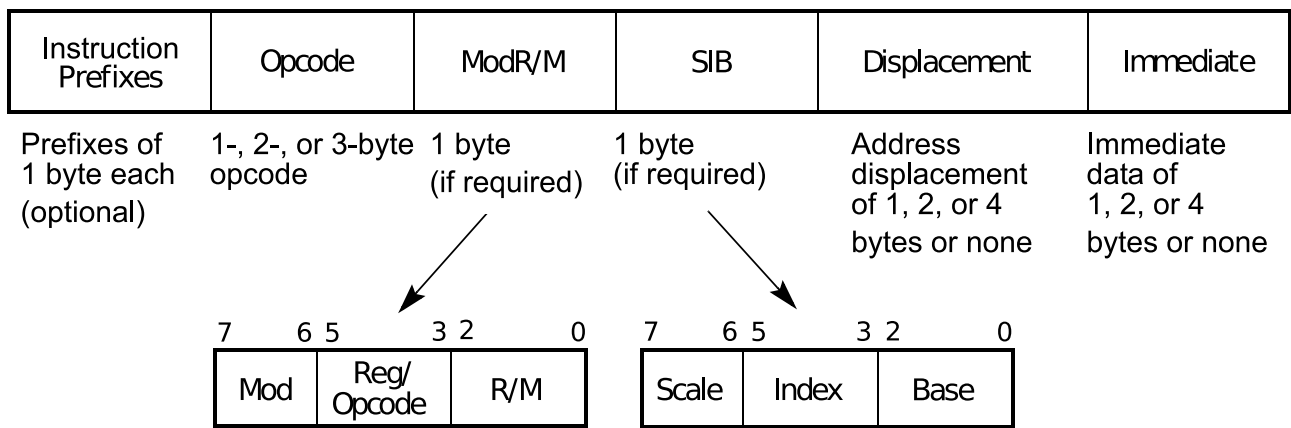 Instruction
Prefixes
Opcode
ModR/M
SIB
Displacement
Immediate
Prefixes of
1 byte each
(optional)
1-, 2-, or 3-byte
opcode
1 byte
(if required)
1 byte
(if required)
Address
displacement
of 1, 2, or 4
bytes or none
Immediate
data of
1, 2, or 4
bytes or none
7 6 5 3 2 0
Mod
Reg/
Opcode
R/M
7 6 5 3 2 0
Scale
Index
Base